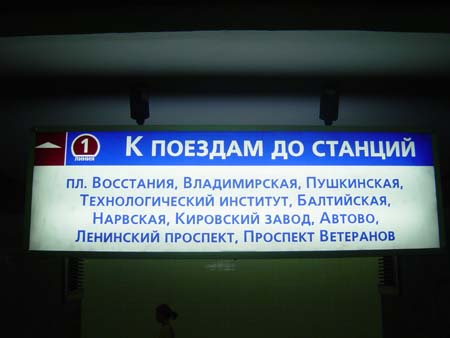 1 ЛИНИЯ
К ПОЕЗДАМ ДО СТАНЦИЙ
ПЛ. ВОССТАНИЯ, ВЛАДИМИРСКАЯ, ПУШКИНСКАЯ,
ТЕХНОЛОГИЧЕСКИЙ ИНСТИТУТ, БАЛТИЙСКАЯ,
НАРВСКАЯ, КИРОВСКИЙ ЗАВОД, АВТОВО,
ЛЕНИНСКИЙ ПРОСПЕКТ, ПРОСПЕКТ ВЕТЕРАНОВ